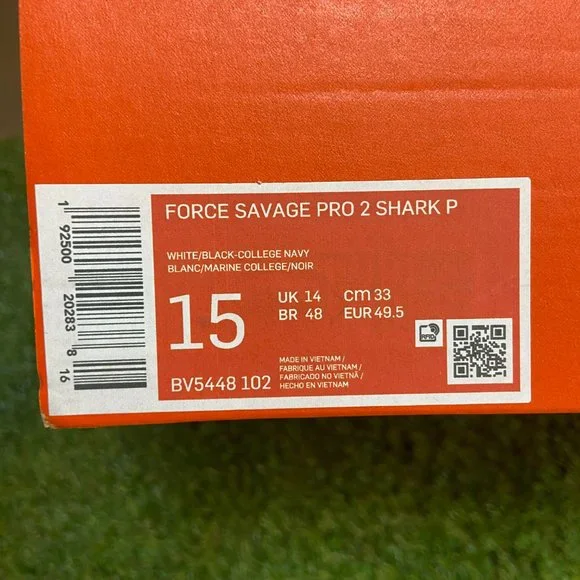 FORCE SAVAGE PRO 2 SHARK P
WHITE/BLACK-COLLEGE NAVY
BLANC/MARINE COLLEGE/NOIR
15
UK 14 cm 33
BR 48 EUR 49.5
BV5448 102
MADE IN VIETNAM /
FABRIQUE AU VIETNAM /
FABRICADO NO VIETNÃ /
HECHO EN VIETNAM
RFID
1 92500 20283 8 16